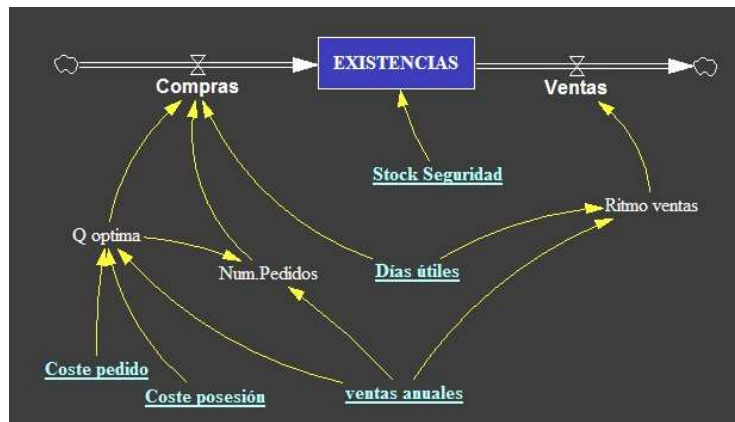 EXISTENCIAS
Compras
Ventas
Stock Seguridad
Ritmo ventas
Q optima
Num.Pedidos
Días útiles
Coste pedido
Coste posesión
ventas anuales